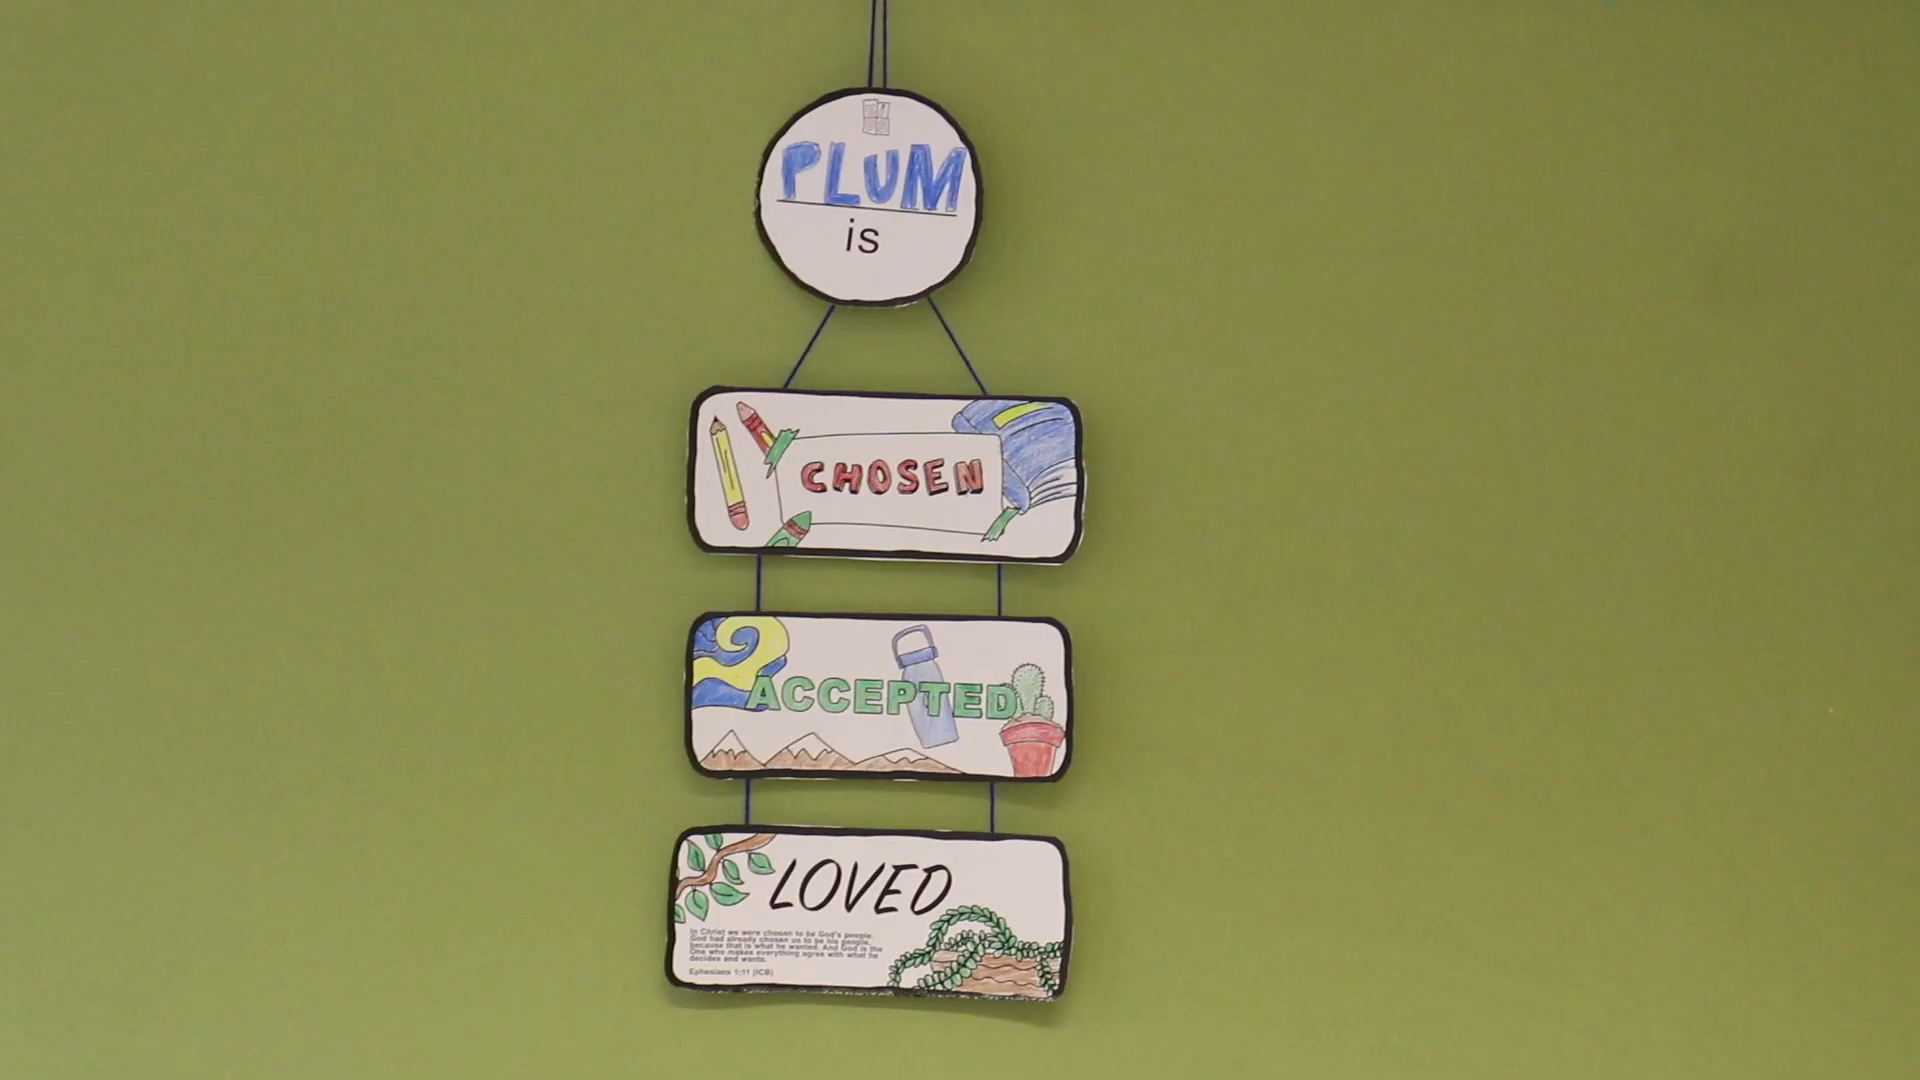 PLUM
is
CHOSEN
ACCEPTED
LOVED
In Christ we were chosen to be God's people.
God had already chosen us to be his people,
because that is what he wanted. And God is the
One who makes everything agree with what he
decides and wants.
Ephesians 1:11 (ICB)